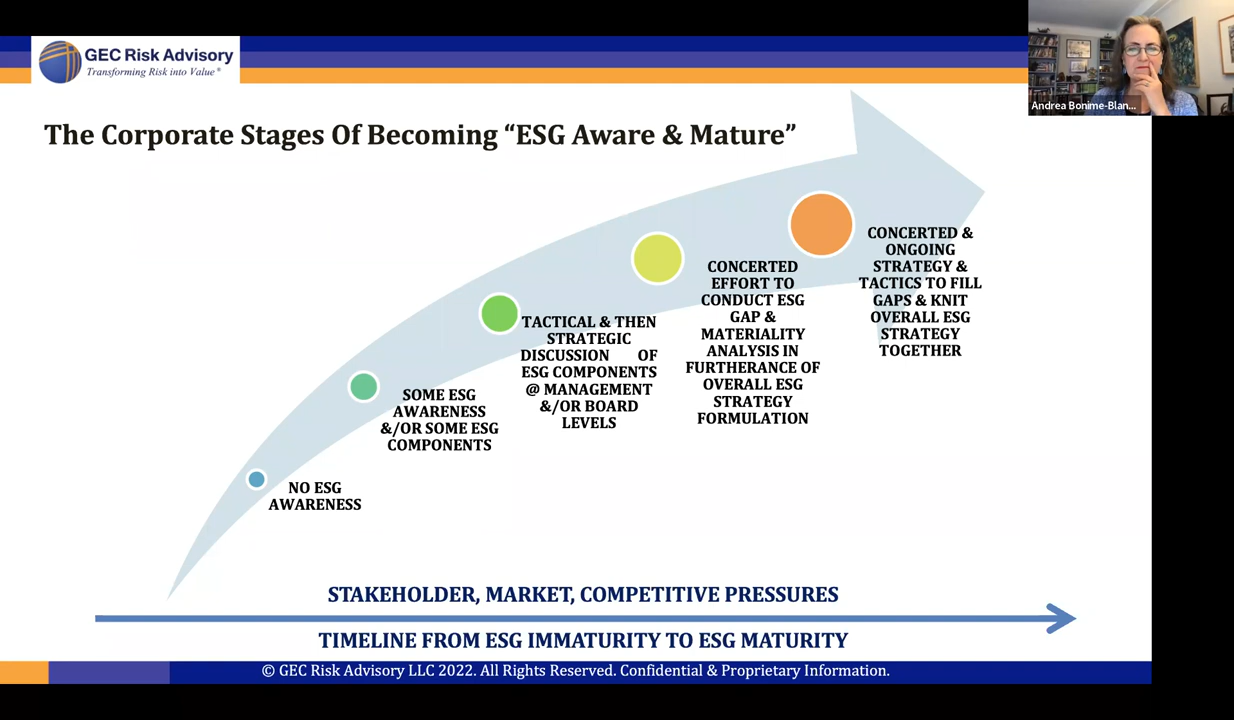 GEC Risk Advisory
Transforming Risk into Value®
Andrea Bonime-Blan...
The Corporate Stages Of Becoming “ESG Aware & Mature”
NO ESG
AWARENESS
SOME ESG
AWARENESS
&/OR SOME ESG
COMPONENTS
TACTICAL & THEN
STRATEGIC
DISCUSSION OF
ESG COMPONENTS
@ MANAGEMENT
&/OR BOARD
LEVELS
CONCERTED
EFFORT TO
CONDUCT ESG
GAP &
MATERIALITY
ANALYSIS IN
FURTHERANCE OF
OVERALL ESG
STRATEGY
FORMULATION
CONCERTED &
ONGOING
STRATEGY &
TACTICS TO FILL
GAPS & KNIT
OVERALL ESG
STRATEGY
TOGETHER
STAKEHOLDER, MARKET, COMPETITIVE PRESSURES
TIMELINE FROM ESG IMMATURITY TO ESG MATURITY
© GEC Risk Advisory LLC 2022. All Rights Reserved. Confidential & Proprietary Information.